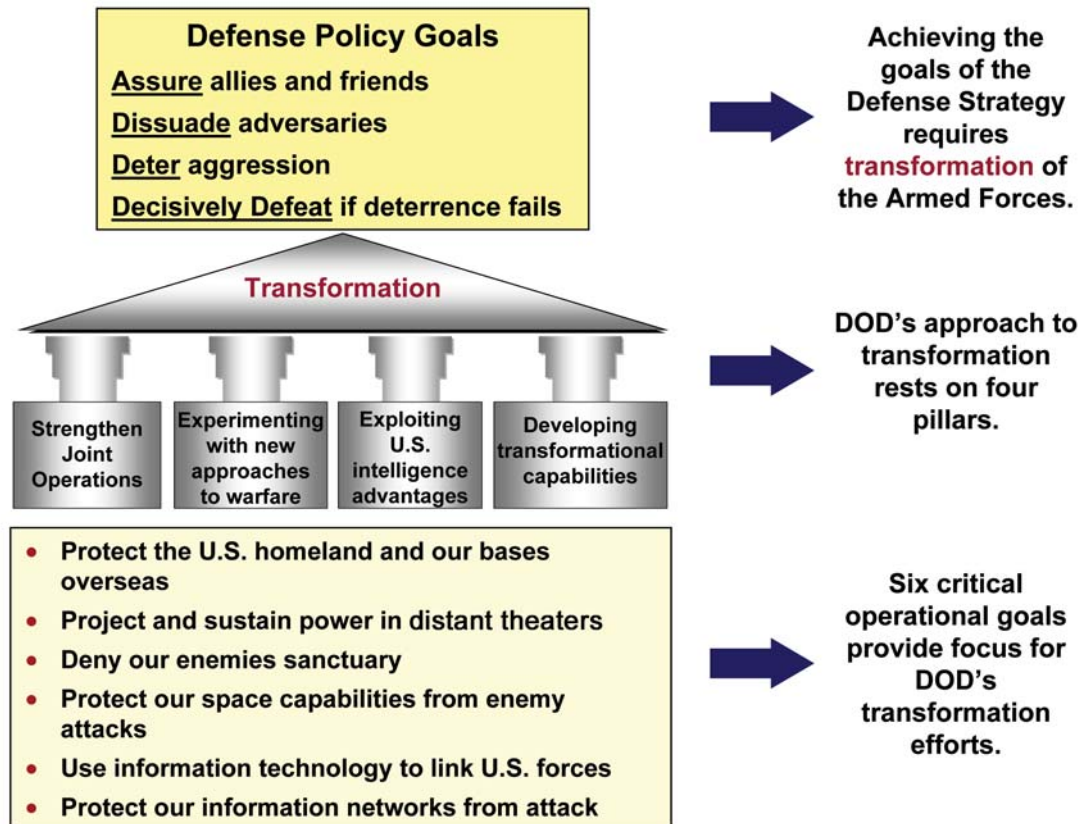 Defense Policy Goals
Assure allies and friends
Dissuade adversaries
Deter aggression
Decisively Defeat if deterrence fails
Achieving the
goals of the
Defense Strategy
requires
transformation of
the Armed Forces.
Transformation
Strengthen
Joint
Operations
Experimenting
with new
approaches
to warfare
Exploiting
U.S.
intelligence
advantages
Developing
transformational
capabilities
DOD's approach to
transformation
rests on four
pillars.
• Protect the U.S. homeland and our bases
overseas
• Project and sustain power in distant theaters
• Deny our enemies sanctuary
• Protect our space capabilities from enemy
attacks
• Use information technology to link U.S. forces
• Protect our information networks from attack
Six critical
operational goals
provide focus for
DOD's
transformation
efforts.